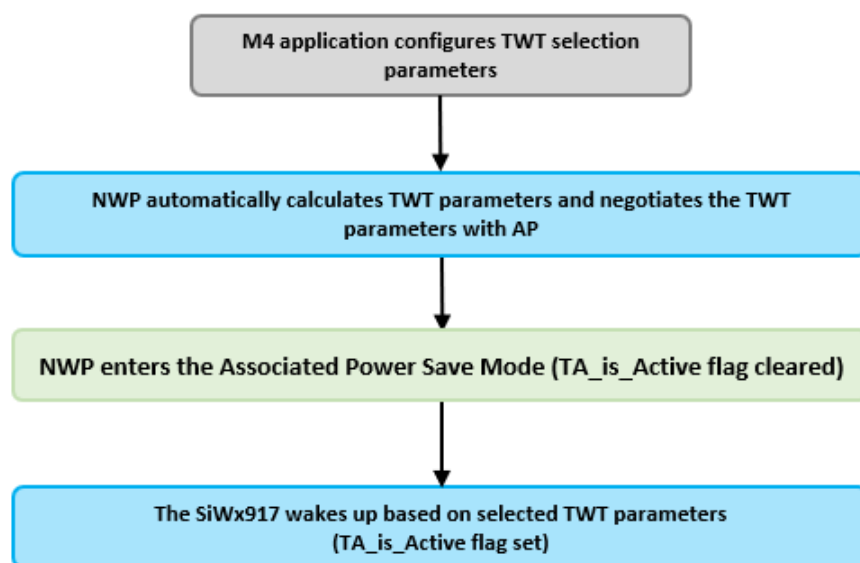 M4 application configures TWT selection
parameters
NWP automatically calculates TWT parameters and negotiates the TWT
parameters with AP
NWP enters the Associated Power Save Mode (TA_is_Active flag cleared)
The SiWx917 wakes up based on selected TWT parameters
(TA_is_Active flag set)